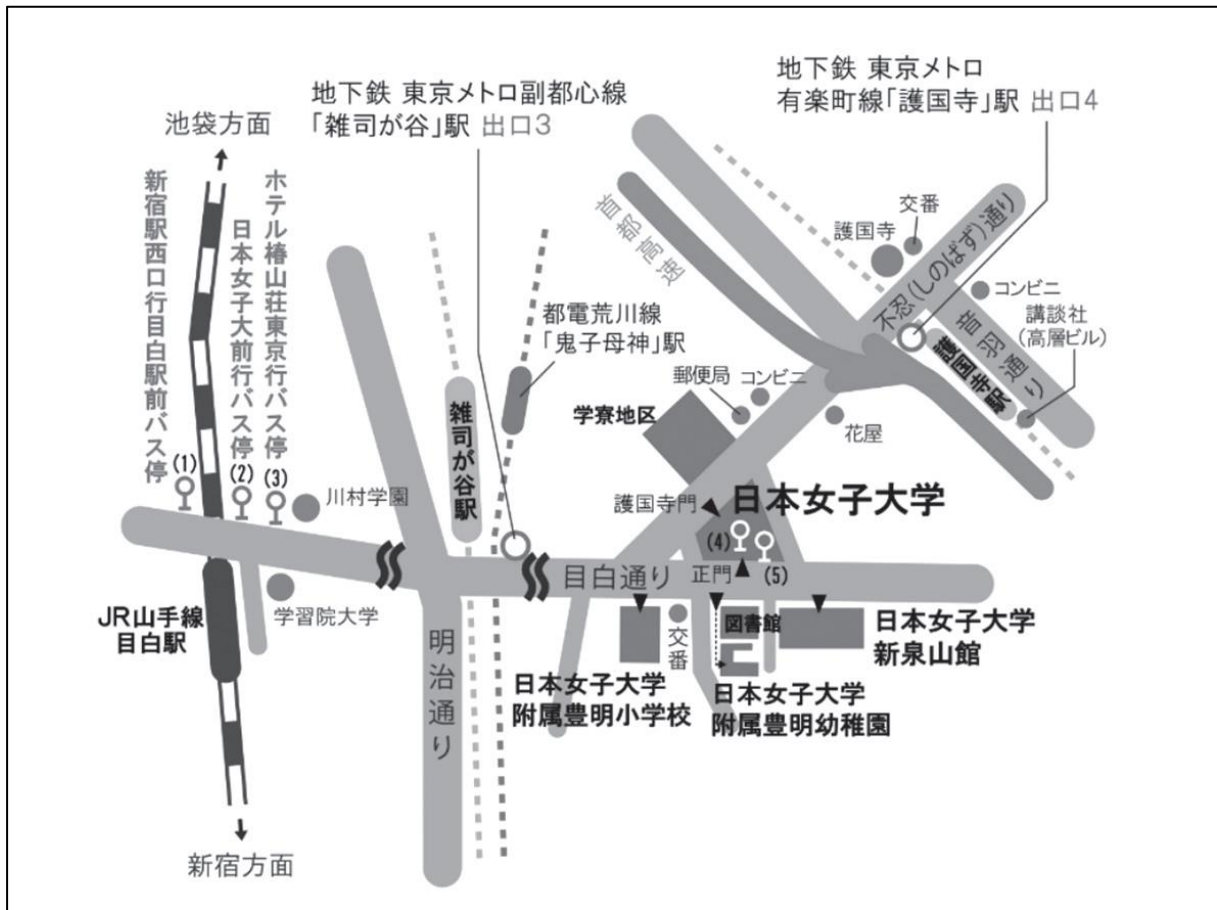 地下鉄 東京メトロ
有楽町線「護国寺」駅 出口4
地下鉄 東京メトロ副都心線
「雑司が谷」駅 出口3
池袋方面
新宿駅西口行目白駅前バス停
(1)
日本女子大前行バス停
(2)
ホテル椿山荘東京行バス停
(3)
川村学園
首都高速
交番
護国寺
不忍(しのばず)通り
コンビニ
講談社
(高層ビル)
音羽通り
護国寺駅
都電荒川線
「鬼子母神」駅
雑司が谷駅
郵便局
コンビニ
学寮地区
花屋
護国寺門
日本女子大学
(4)
(5)
目白通り
正門
JR山手線
目白駅
学習院大学
明治通り
交番
図書館
日本女子大学
新泉山館
日本女子大学
附属豊明小学校
日本女子大学
附属豊明幼稚園
新宿方面